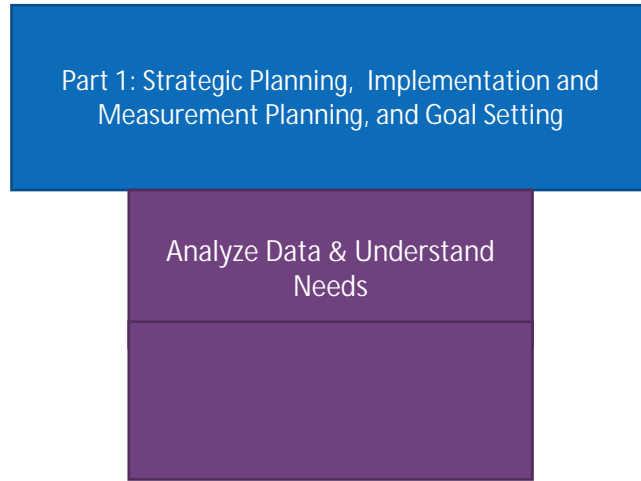 Part 1: Strategic Planning,  Implementation and
Measurement Planning, and Goal Setting
Analyze Data & Understand
Needs